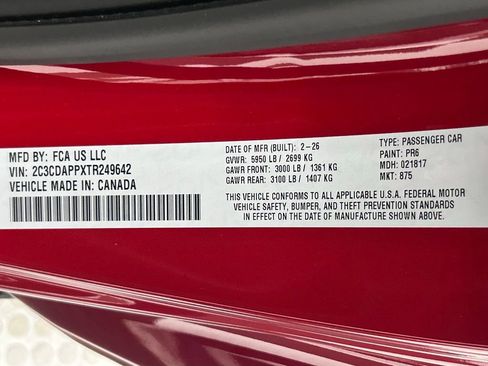 MFD BY: FCA US LLC
VIN: 2C3CDAPPXTR249642
VEHICLE MADE IN: CANADA
DATE OF MFR (BUILT): 2-26
GVWR: 5950 LB / 2699 KG
GAWR FRONT: 3000 LB / 1361 KG
GAWR REAR: 3100 LB / 1407 KG
TYPE: PASSENGER CAR
PAINT: PR6
MDH: 021817
MKT: 875
THIS VEHICLE CONFORMS TO ALL APPLICABLE U.S.A. FEDERAL MOTOR
VEHICLE SAFETY, BUMPER, AND THEFT PREVENTION STANDARDS
IN EFFECT ON THE DATE OF MANUFACTURE SHOWN ABOVE.